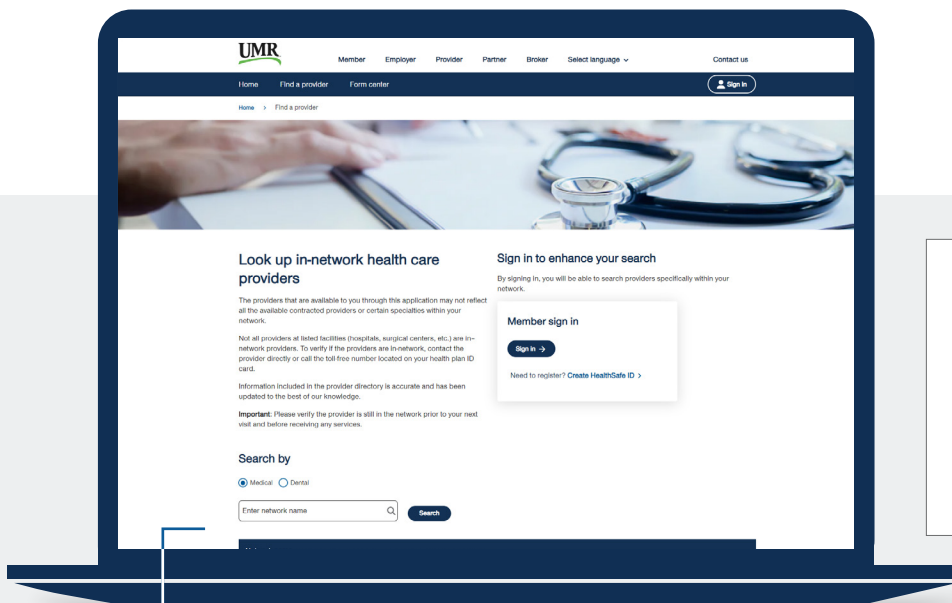 UMR
Member Employer Provider Partner Broker Select language Contact us
Home Find a provider Form center Sign in
Home > Find a provider
Look up in-network health care
providers
The providers that are available to you through this application may not reflect
all the available contracted providers or certain specialties within your
network.
Not all providers at listed facilities (hospitals, surgical centers, etc.) are in-
network providers. To verify if the providers are in-network, contact the
provider directly or call the toll-free number located on your health plan ID
card.
Information included in the provider directory is accurate and has been
updated to the best of our knowledge.
Important: Please verify the provider is still in the network prior to your next
visit and before receiving any services.
Sign in to enhance your search
By signing in, you will be able to search providers specifically within your
network.
Member sign in
Sign in →
Need to register? Create HealthSafe ID >
Search by
Medical Dental
Enter network name Search